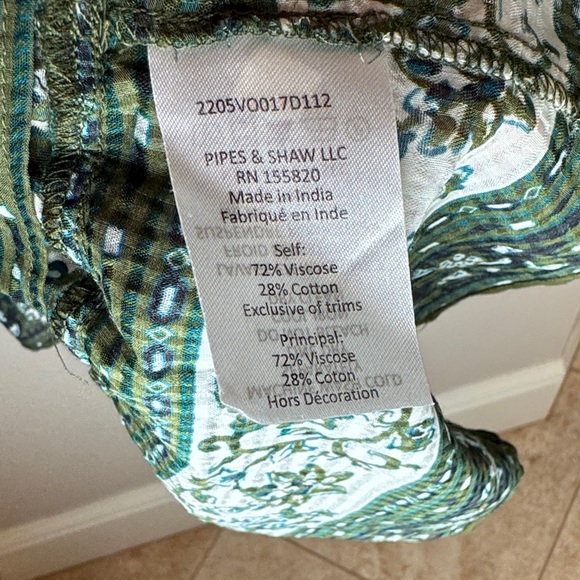 2205VO017D112
PIPES & SHAW LLC
RN 155820
Made in India
Fabriqué en Inde
Self:
72% Viscose
28% Cotton
Exclusive of trims
Principal:
72% Viscose
28% Coton
Hors Décoration